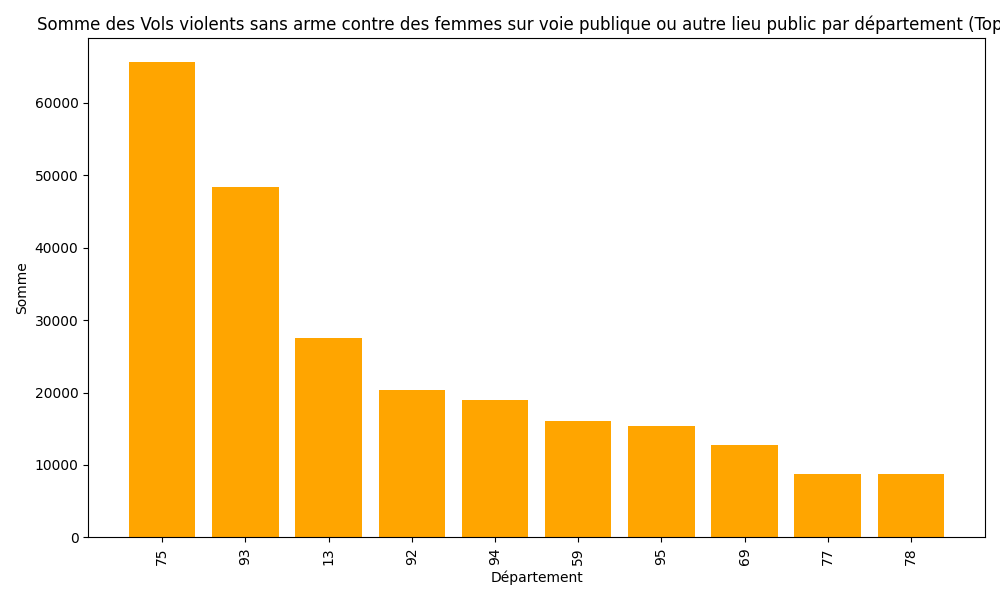 Somme des Vols violents sans arme contre des femmes sur voie publique ou autre lieu public par département (Top
60000
50000
40000
30000
20000
10000
0
Somme
75 93 13 92 94 59 95 69 77 78
Département